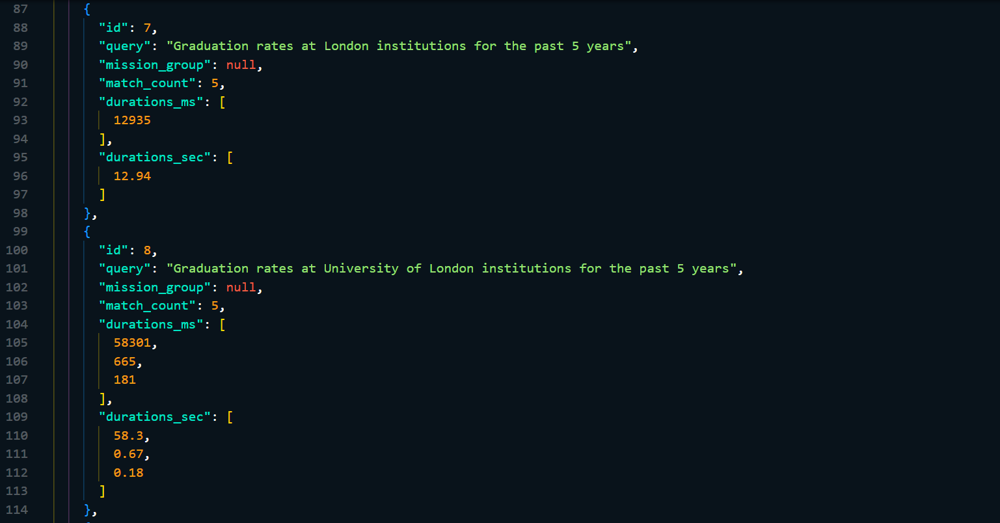 87 {
88 "id": 7,
89 "query": "Graduation rates at London institutions for the past 5 years",
90 "mission_group": null,
91 "match_count": 5,
92 "durations_ms": [
93 12935
94 ],
95 "durations_sec": [
96 12.94
97 ]
98 },
99 {
100 "id": 8,
101 "query": "Graduation rates at University of London institutions for the past 5 years",
102 "mission_group": null,
103 "match_count": 5,
104 "durations_ms": [
105 58301,
106 665,
107 181
108 ],
109 "durations_sec": [
110 58.3,
111 0.67,
112 0.18
113 ]
114 },